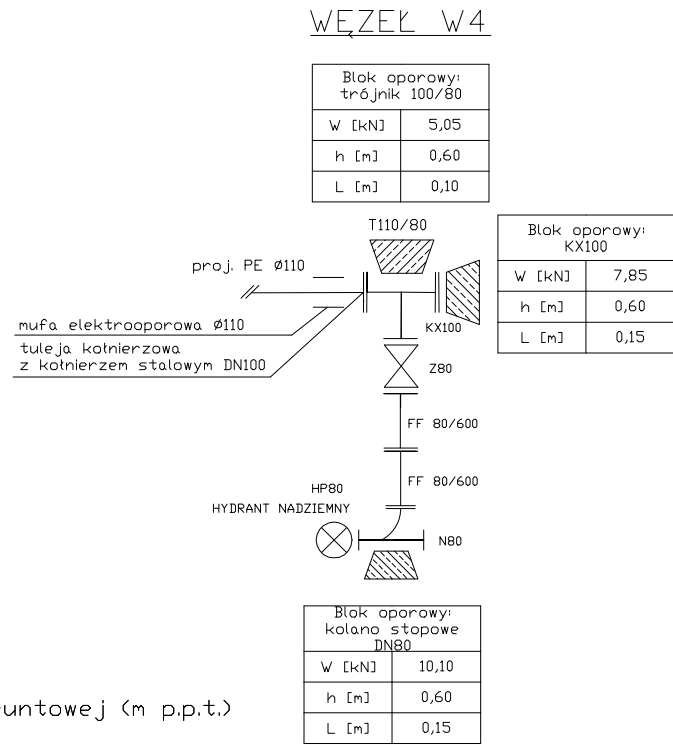 WĘZEŁ W4
Blok oporowy:
trójnik 100/80
W [kN] 5,05
h [m] 0,60
L [m] 0,10
T110/80
Blok oporowy:
KX100
W [kN] 7,85
h [m] 0,60
L [m] 0,15
proj. PE Ø110
mufa elektrooporowa Ø110
KX100
tuleja kołnierzowa
z kołnierzem stalowym DN100
Z80
FF 80/600
FF 80/600
HP80
HYDRANT NADZIEMNY
N80
Blok oporowy:
kolano stopowe
DN80
W [kN] 10,10
h [m] 0,60
L [m] 0,15
untowej (m p.p.t.)